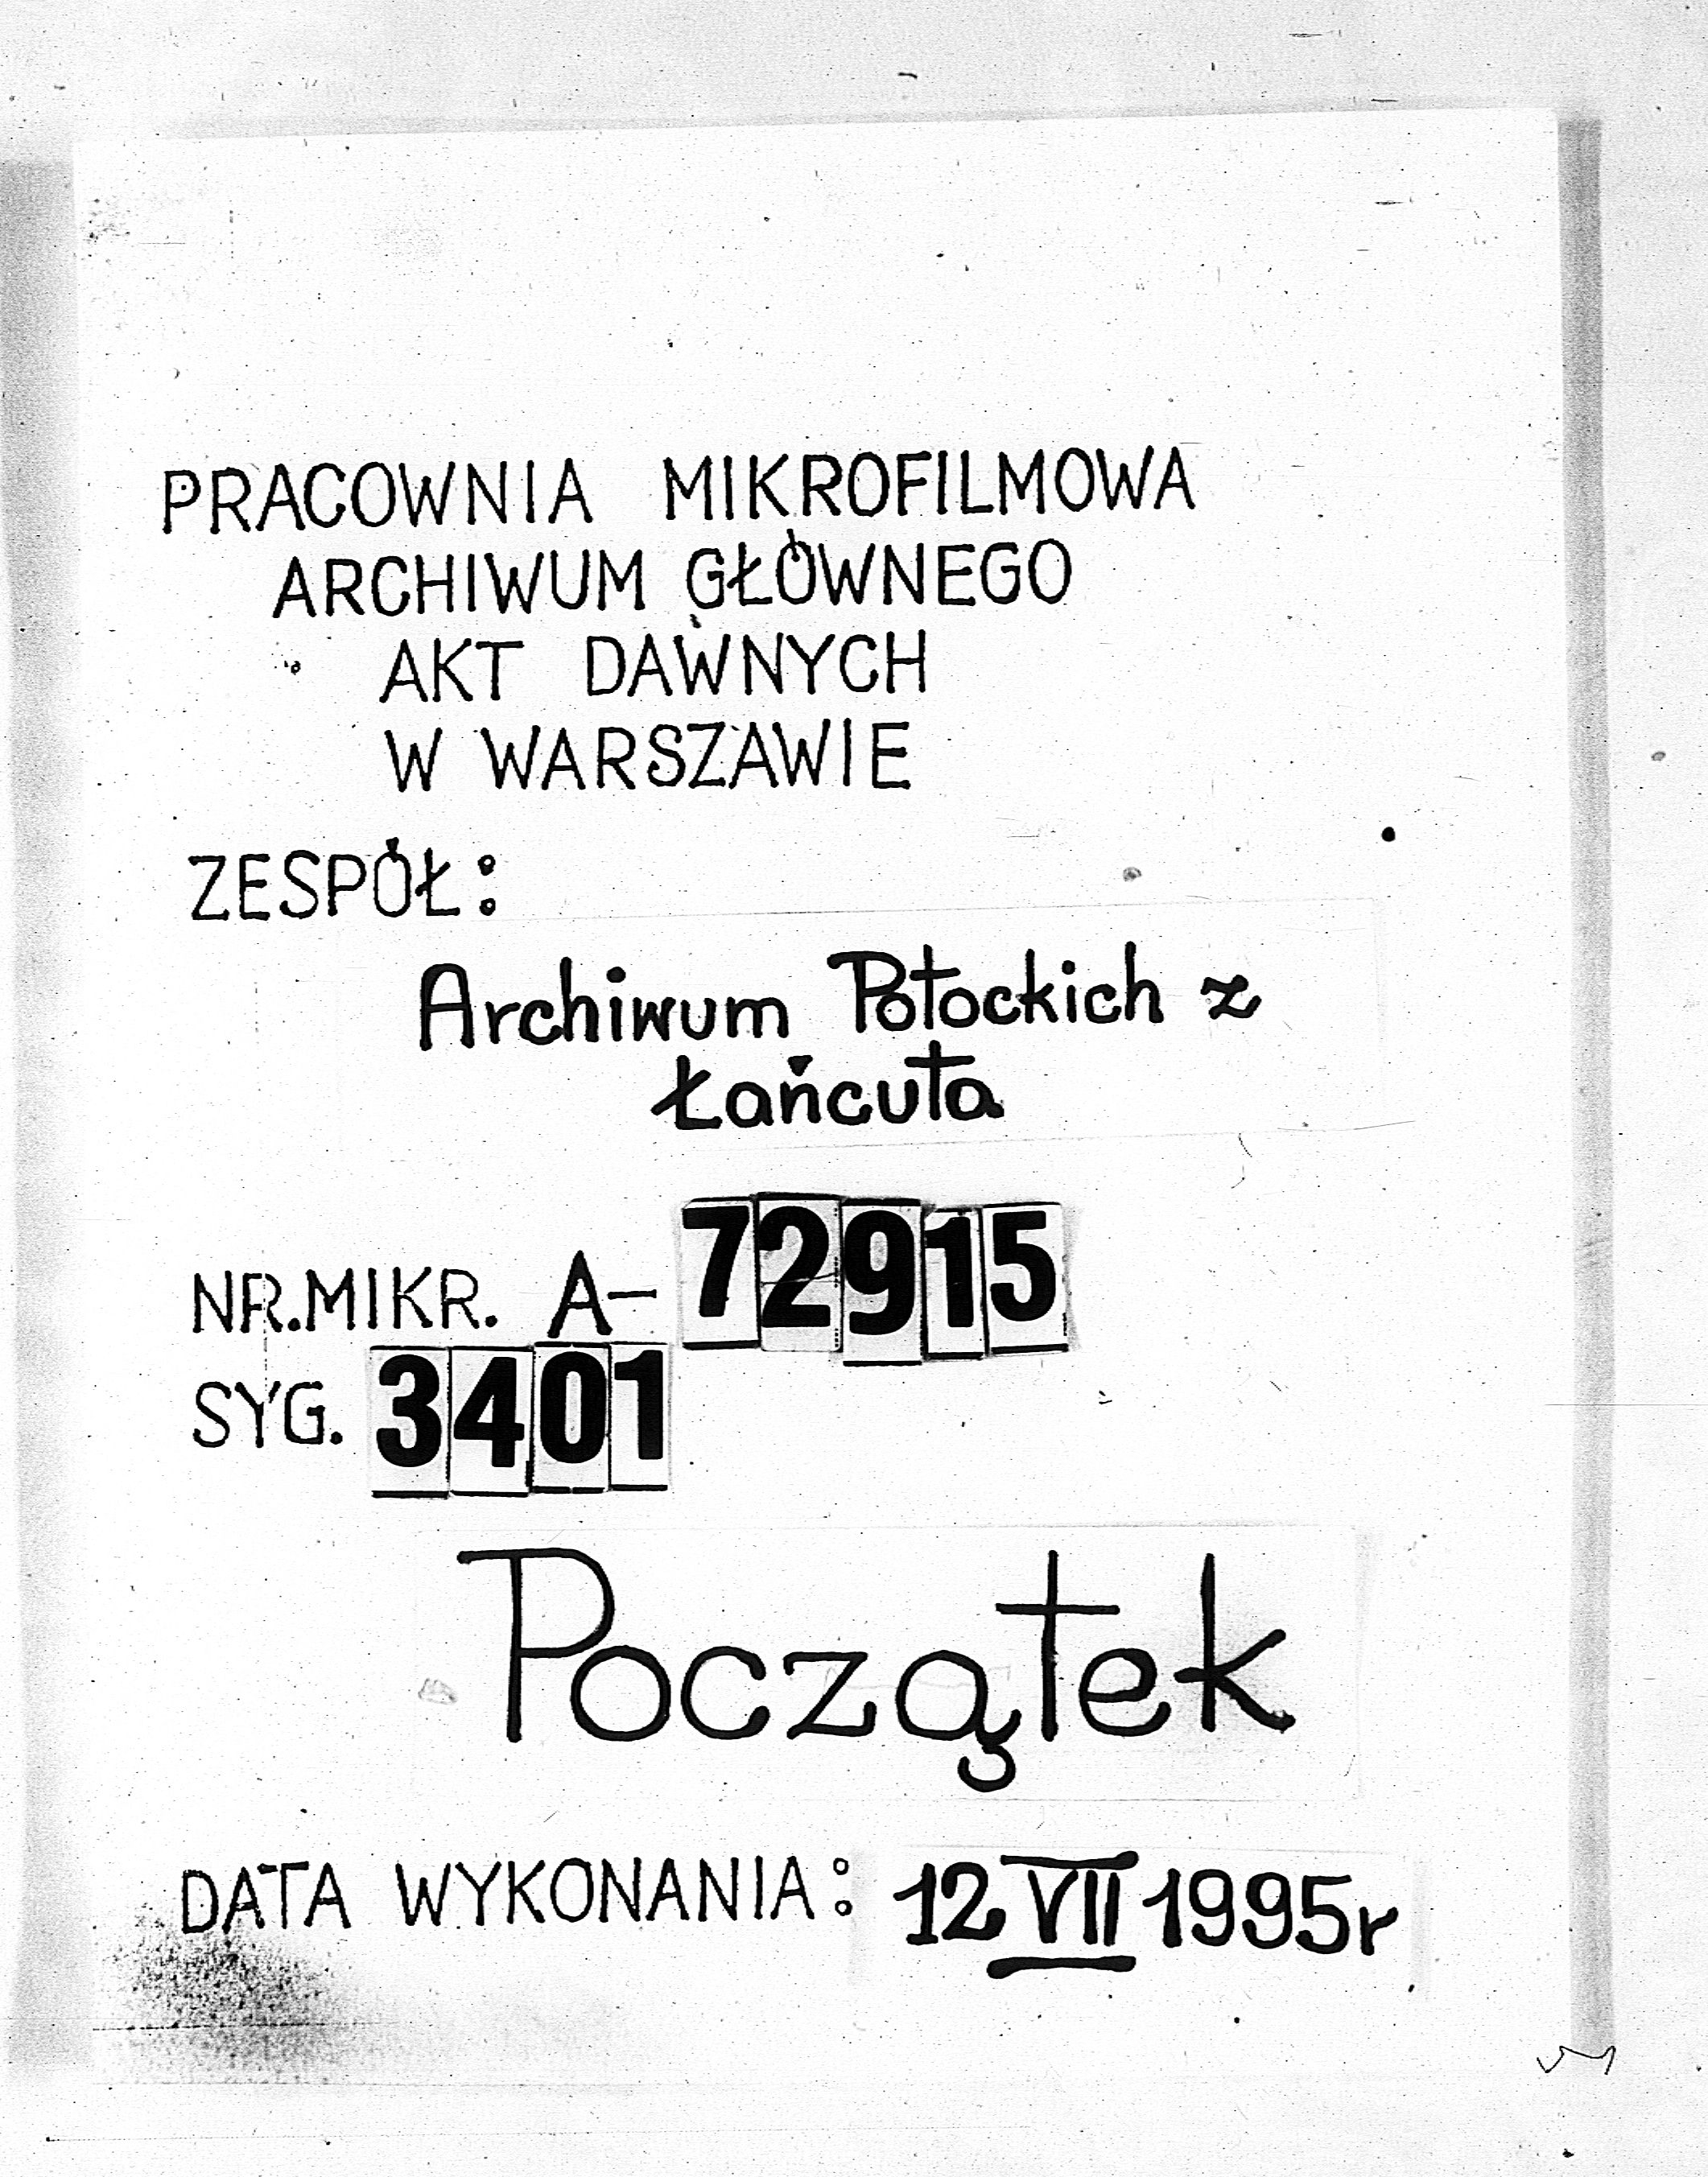 PRACOWNIA MIKROFILMOWA
ARCHIWUM GŁÓWNEGO
AKT DAWNYCH
W WARSZAWIE
ZESPÓŁ:
Archiwum Potockich z
Łańcuta
NR.MIKR. A-72915
SYG. 3401
Początek
DATA WYKONANIA: 12 VII 1995r